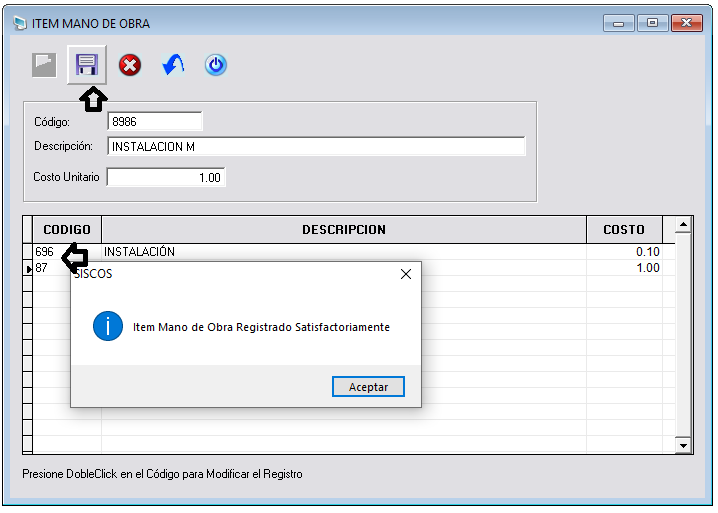 ITEM MANO DE OBRA
Código: 8986
Descripción: INSTALACION M
Costo Unitario 1.00
CODIGO DESCRIPCION COSTO
696 INSTALACIÓN 0.10
87 1.00
SISCOS
Item Mano de Obra Registrado Satisfactoriamente
Aceptar
Presione DobleClick en el Código para Modificar el Registro